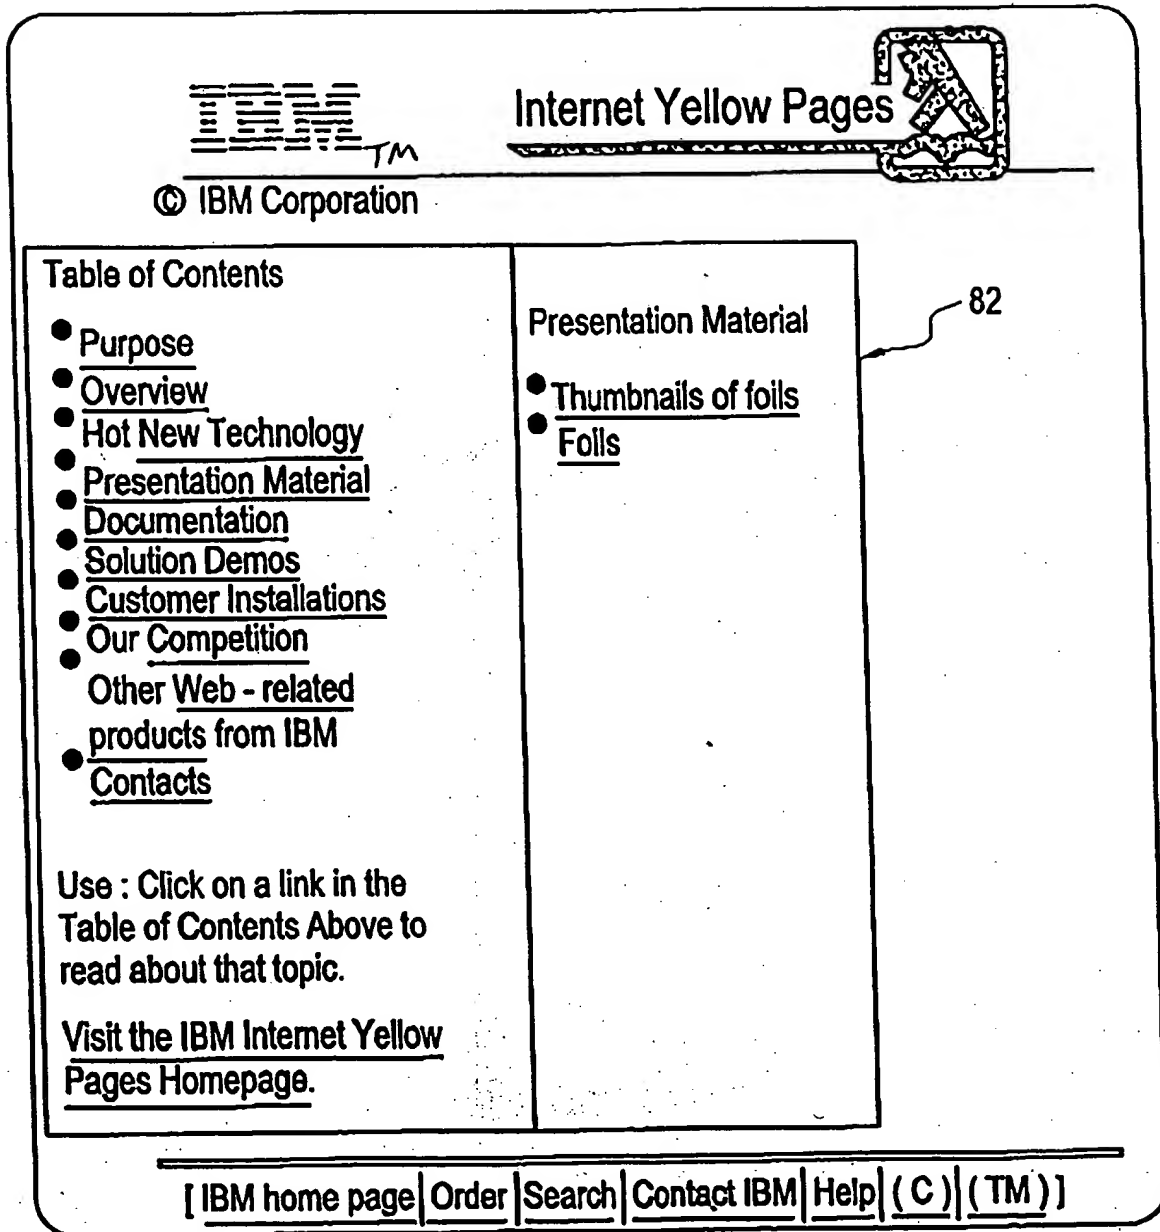 IBM TM
Internet Yellow Pages
© IBM Corporation
Table of Contents
Purpose
Overview
Hot New Technology
Presentation Material
Documentation
Solution Demos
Customer Installations
Our Competition
Other Web - related
products from IBM
Contacts
Use : Click on a link in the
Table of Contents Above to
read about that topic.
Visit the IBM Internet Yellow
Pages Homepage.
Presentation Material
Thumbnails of foils
Foils
82
[ IBM home page | Order | Search | Contact IBM | Help | ( C ) | ( TM ) ]